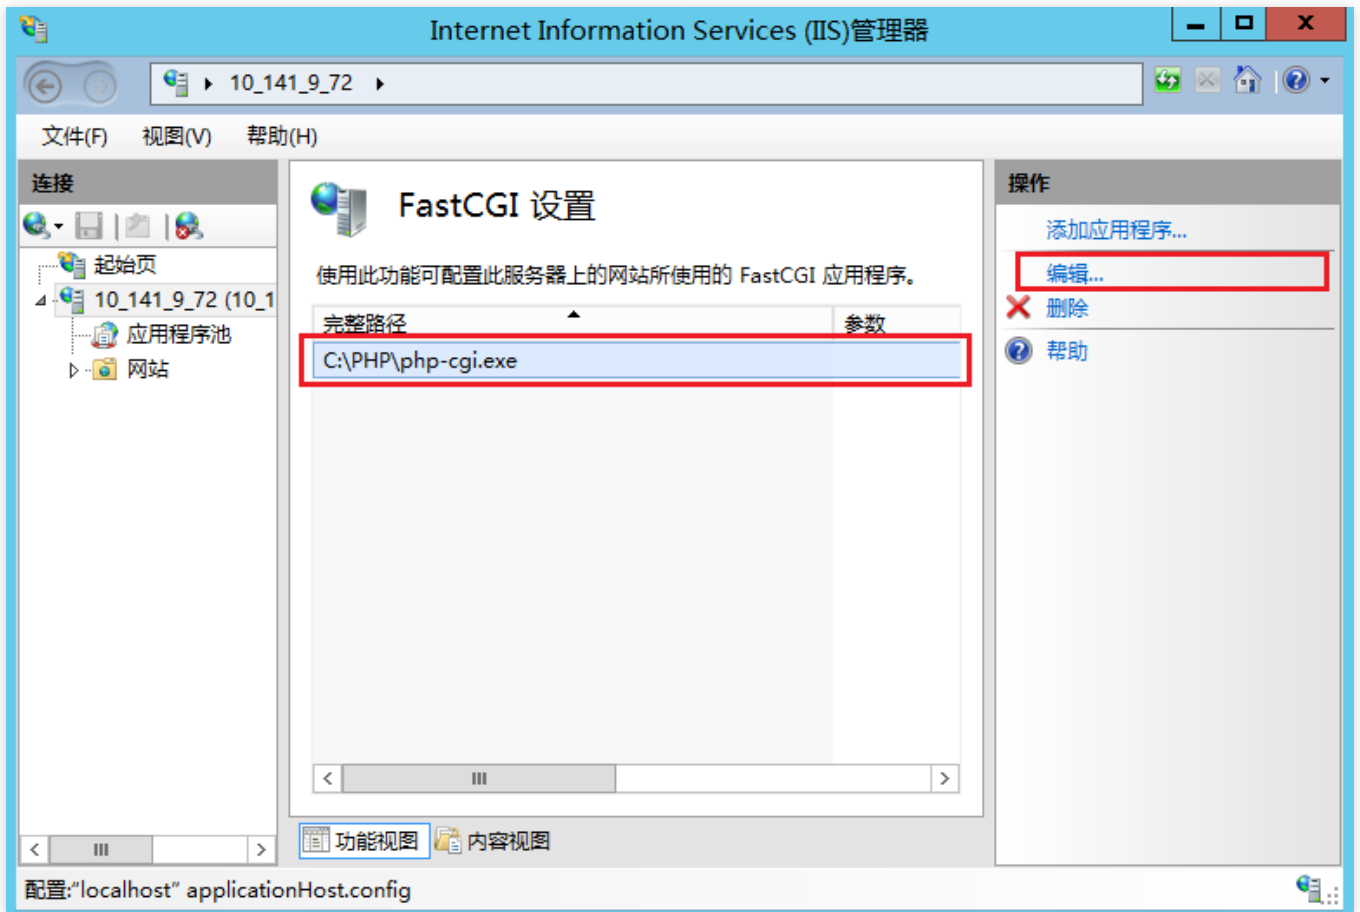 Internet Information Services (IIS)管理器
10_141_9_72
文件(F) 视图(V) 帮助(H)
连接
起始页
10_141_9_72 (10_1
应用程序池
网站
FastCGI 设置
使用此功能可配置此服务器上的网站所使用的 FastCGI 应用程序。
完整路径 参数
C:\PHP\php-cgi.exe
功能视图 内容视图
操作
添加应用程序...
编辑...
删除
帮助
配置:"localhost" applicationHost.config